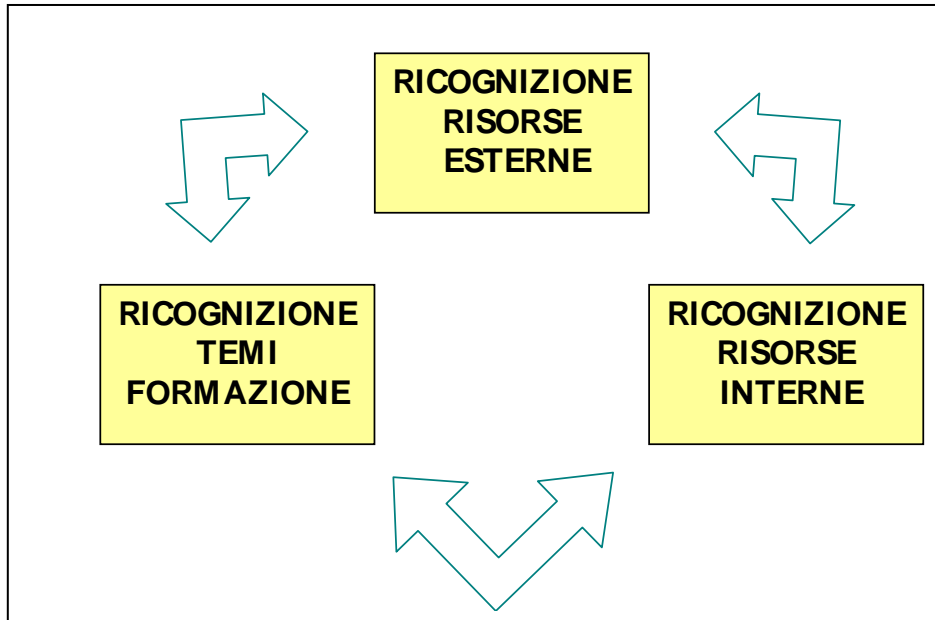 RICOGNIZIONE
RISORSE
ESTERNE
RICOGNIZIONE
TEMI
FORMAZIONE
RICOGNIZIONE
RISORSE
INTERNE